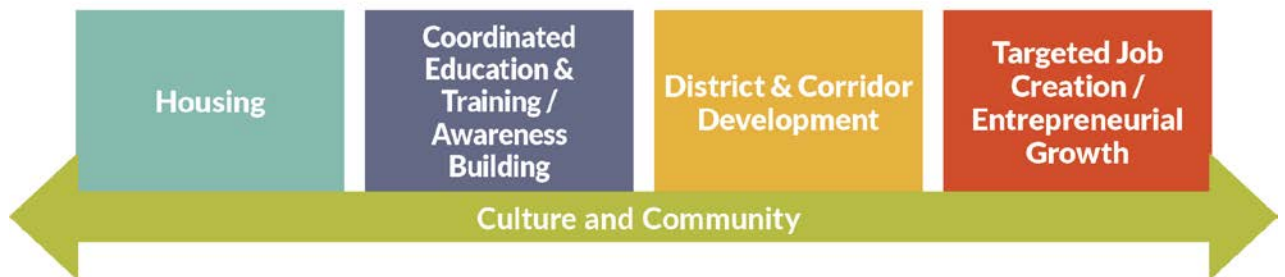 Housing
Coordinated
Education &
Training /
Awareness
Building
District & Corridor
Development
Targeted Job
Creation /
Entrepreneurial
Growth
Culture and Community